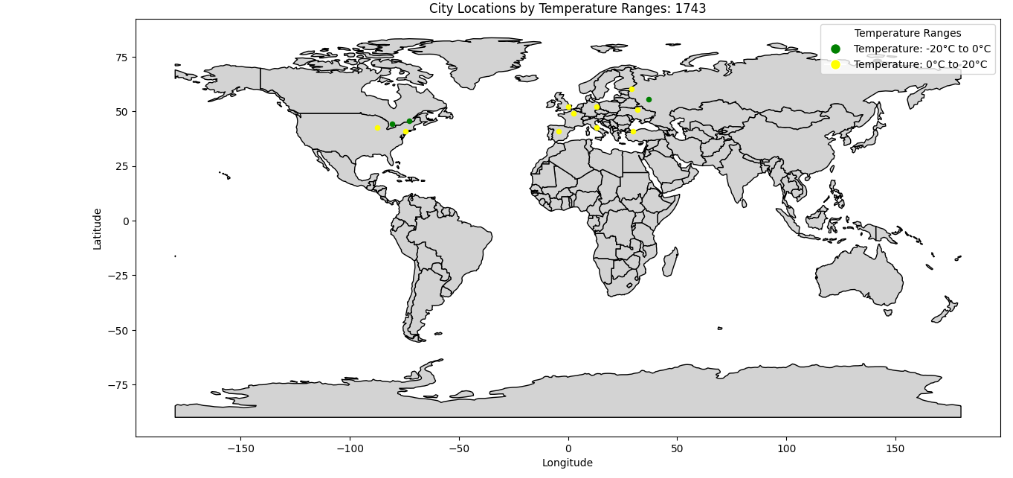 City Locations by Temperature Ranges: 1743
Temperature Ranges
Temperature: -20°C to 0°C
Temperature: 0°C to 20°C
75
50
25
0
−25
−50
−75
Latitude
−150
−100
−50
0
50
100
150
Longitude